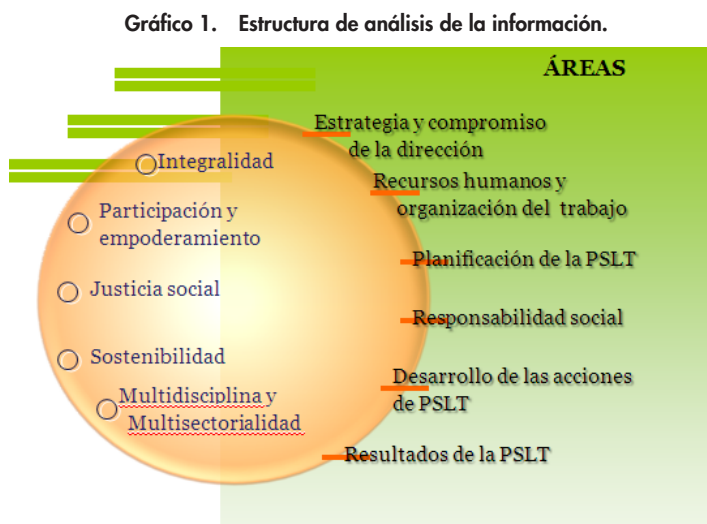 Gráfico 1. Estructura de análisis de la información.
ÁREAS
Estrategia y compromiso
de la dirección
Recursos humanos y
organización del trabajo
Planificación de la PSLT
Responsabilidad social
Desarrollo de las acciones
de PSLT
Resultados de la PSLT
Integralidad
Participación y
empoderamiento
Justicia social
Sostenibilidad
Multidisciplina y
Multisectorialidad